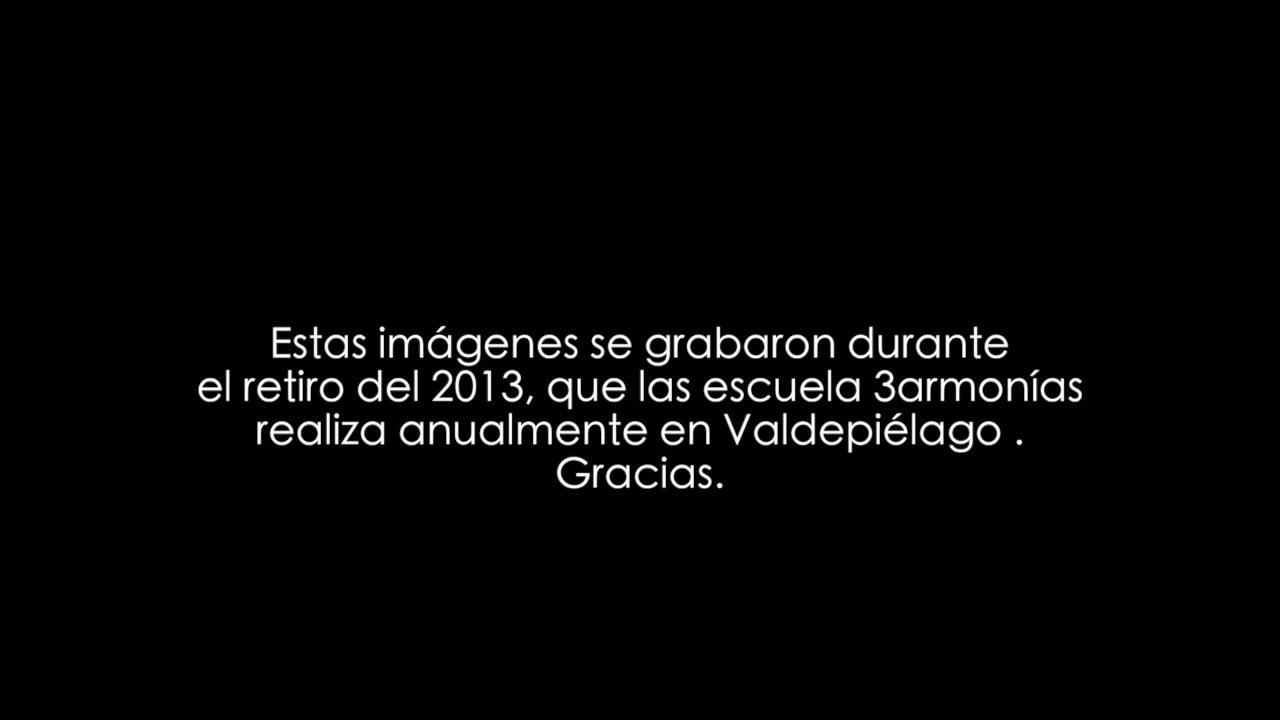 Estas imágenes se grabaron durante
el retiro del 2013, que las escuela 3armonías
realiza anualmente en Valdepiélago .
Gracias.